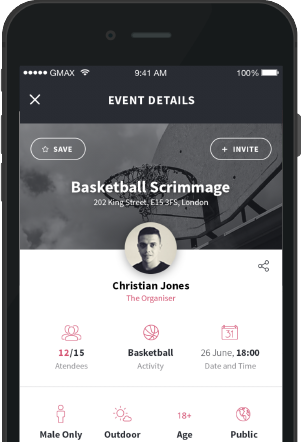 GMAX 9:41 AM 100%
EVENT DETAILS
SAVE + INVITE
Basketball Scrimmage
202 King Street, E15 3FS, London
Christian Jones
The Organiser
12/15 Basketball 26 June, 18:00
Atendees Activity Date and Time
31
18+
Male Only Outdoor Age Public